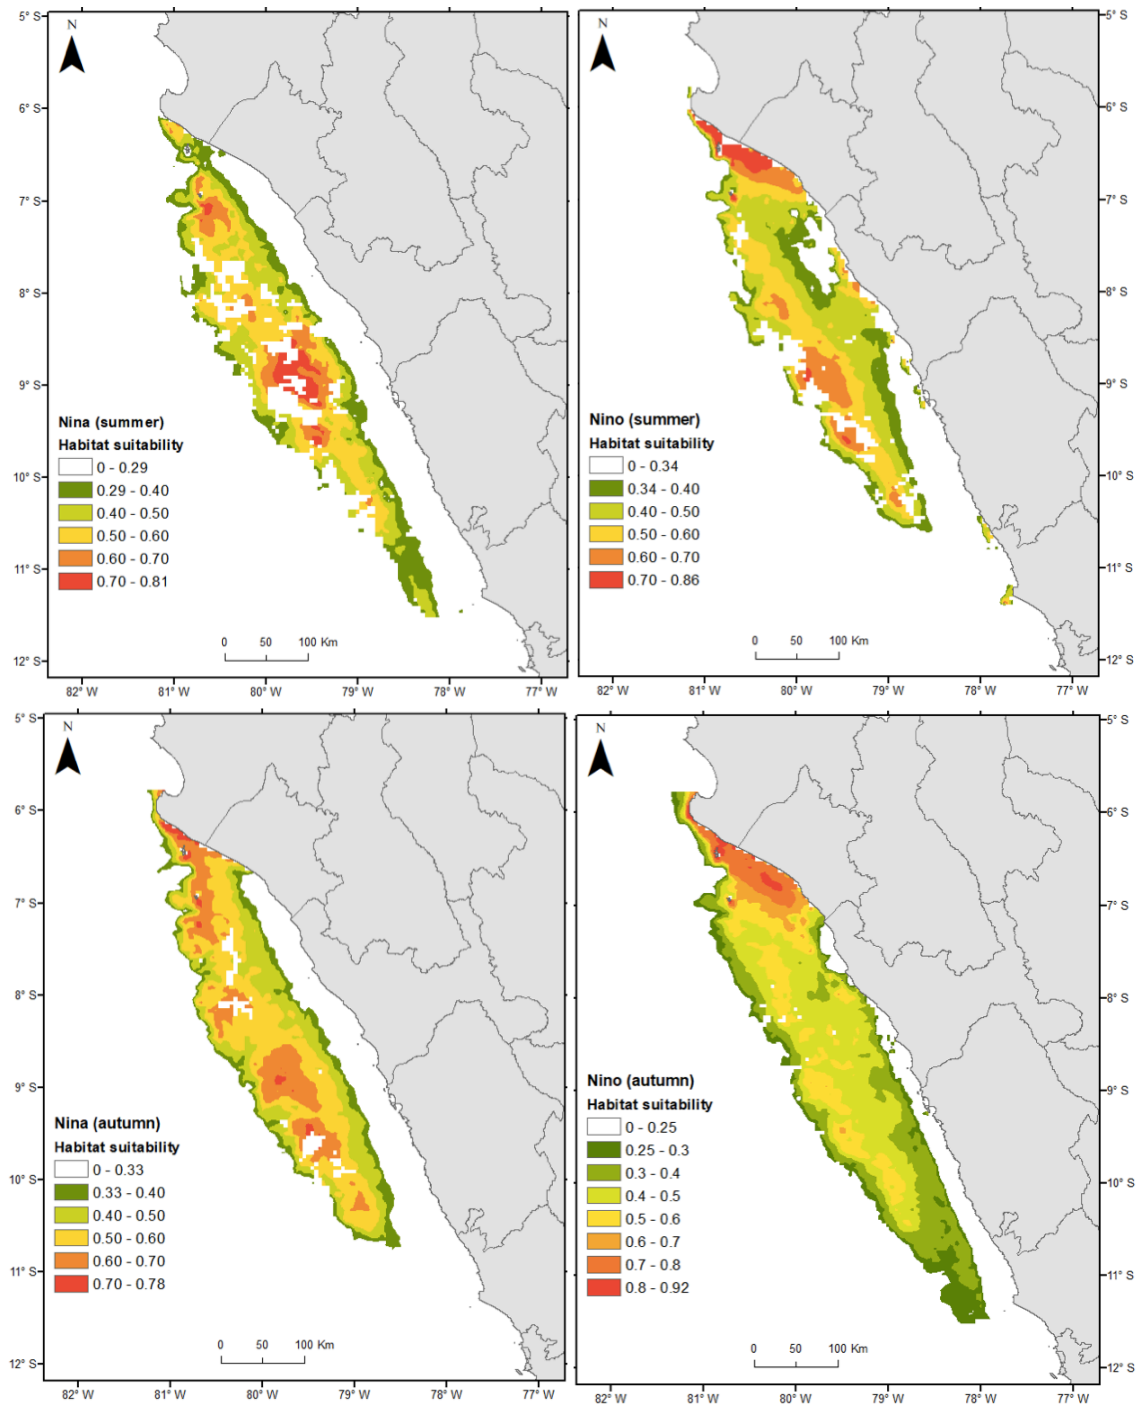 N
5° S
6° S
7° S
8° S
9° S
10° S
11° S
12° S
Nina (summer)
Habitat suitability
0 - 0.29
0.29 - 0.40
0.40 - 0.50
0.50 - 0.60
0.60 - 0.70
0.70 - 0.81
0 50 100 Km
82° W 81° W 80° W 79° W 78° W 77° W
N
5° S
6° S
7° S
8° S
9° S
10° S
11° S
12° S
Nino (summer)
Habitat suitability
0 - 0.34
0.34 - 0.40
0.40 - 0.50
0.50 - 0.60
0.60 - 0.70
0.70 - 0.86
0 50 100 Km
82° W 81° W 80° W 79° W 78° W 77° W
N
5° S
6° S
7° S
8° S
9° S
10° S
11° S
12° S
Nina (autumn)
Habitat suitability
0 - 0.33
0.33 - 0.40
0.40 - 0.50
0.50 - 0.60
0.60 - 0.70
0.70 - 0.78
0 50 100 Km
82° W 81° W 80° W 79° W 78° W 77° W
N
5° S
6° S
7° S
8° S
9° S
10° S
11° S
12° S
Nino (autumn)
Habitat suitability
0 - 0.25
0.25 - 0.3
0.3 - 0.4
0.4 - 0.5
0.5 - 0.6
0.6 - 0.7
0.7 - 0.8
0.8 - 0.92
0 50 100 Km
82° W 81° W 80° W 79° W 78° W 77° W